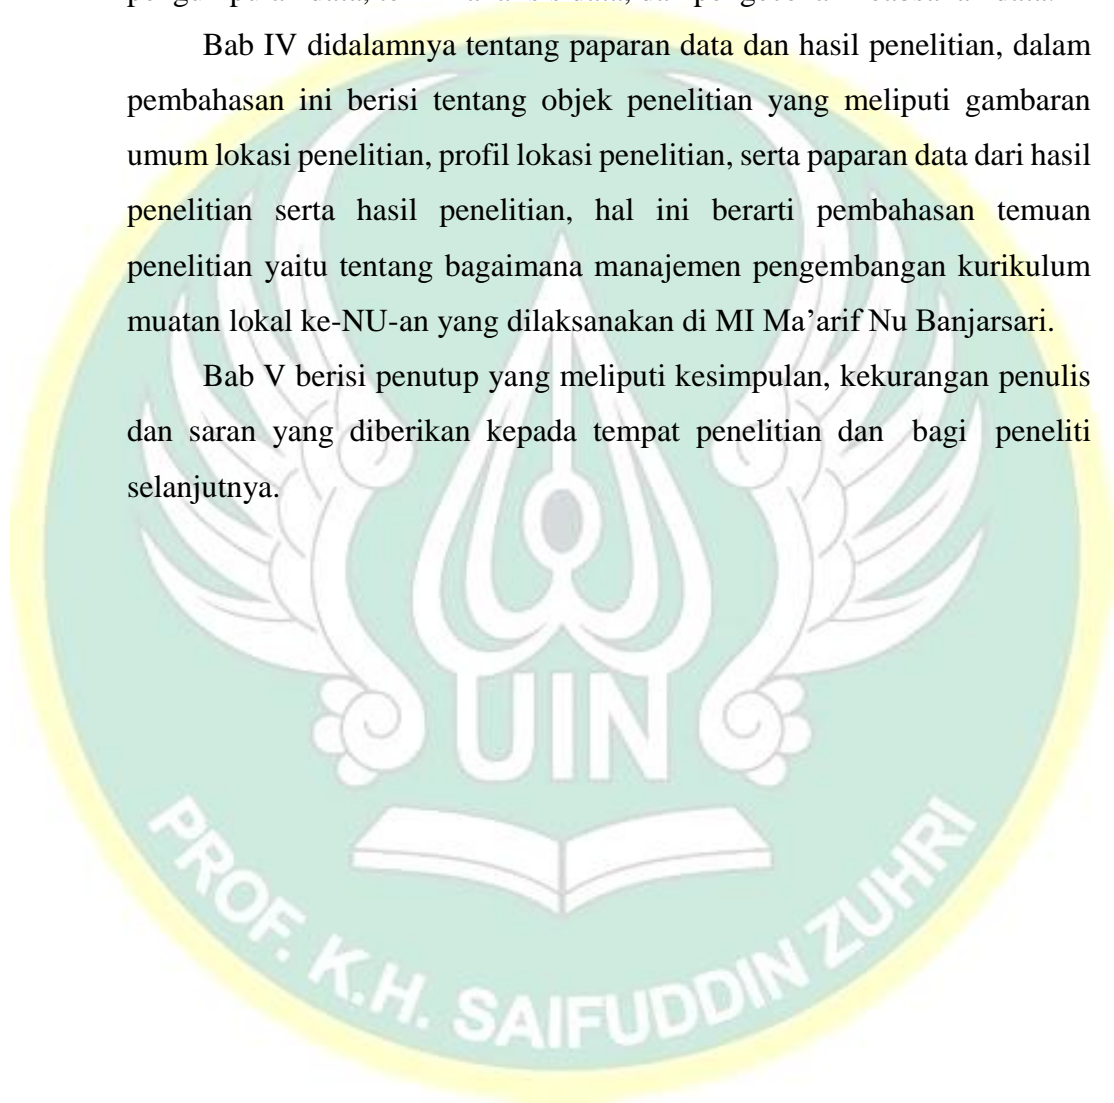 Bab IV didalamnya tentang paparan data dan hasil penelitian, dalam
pembahasan ini berisi tentang objek penelitian yang meliputi gambaran
umum lokasi penelitian, profil lokasi penelitian, serta paparan data dari hasil
penelitian serta hasil penelitian, hal ini berarti pembahasan temuan
penelitian yaitu tentang bagaimana manajemen pengembangan kurikulum
muatan lokal ke-NU-an yang dilaksanakan di MI Ma’arif Nu Banjarsari.
Bab V berisi penutup yang meliputi kesimpulan, kekurangan penulis
dan saran yang diberikan kepada tempat penelitian dan bagi peneliti
selanjutnya.
UIN
PROF. K.H. SAIFUDDIN ZUHRI